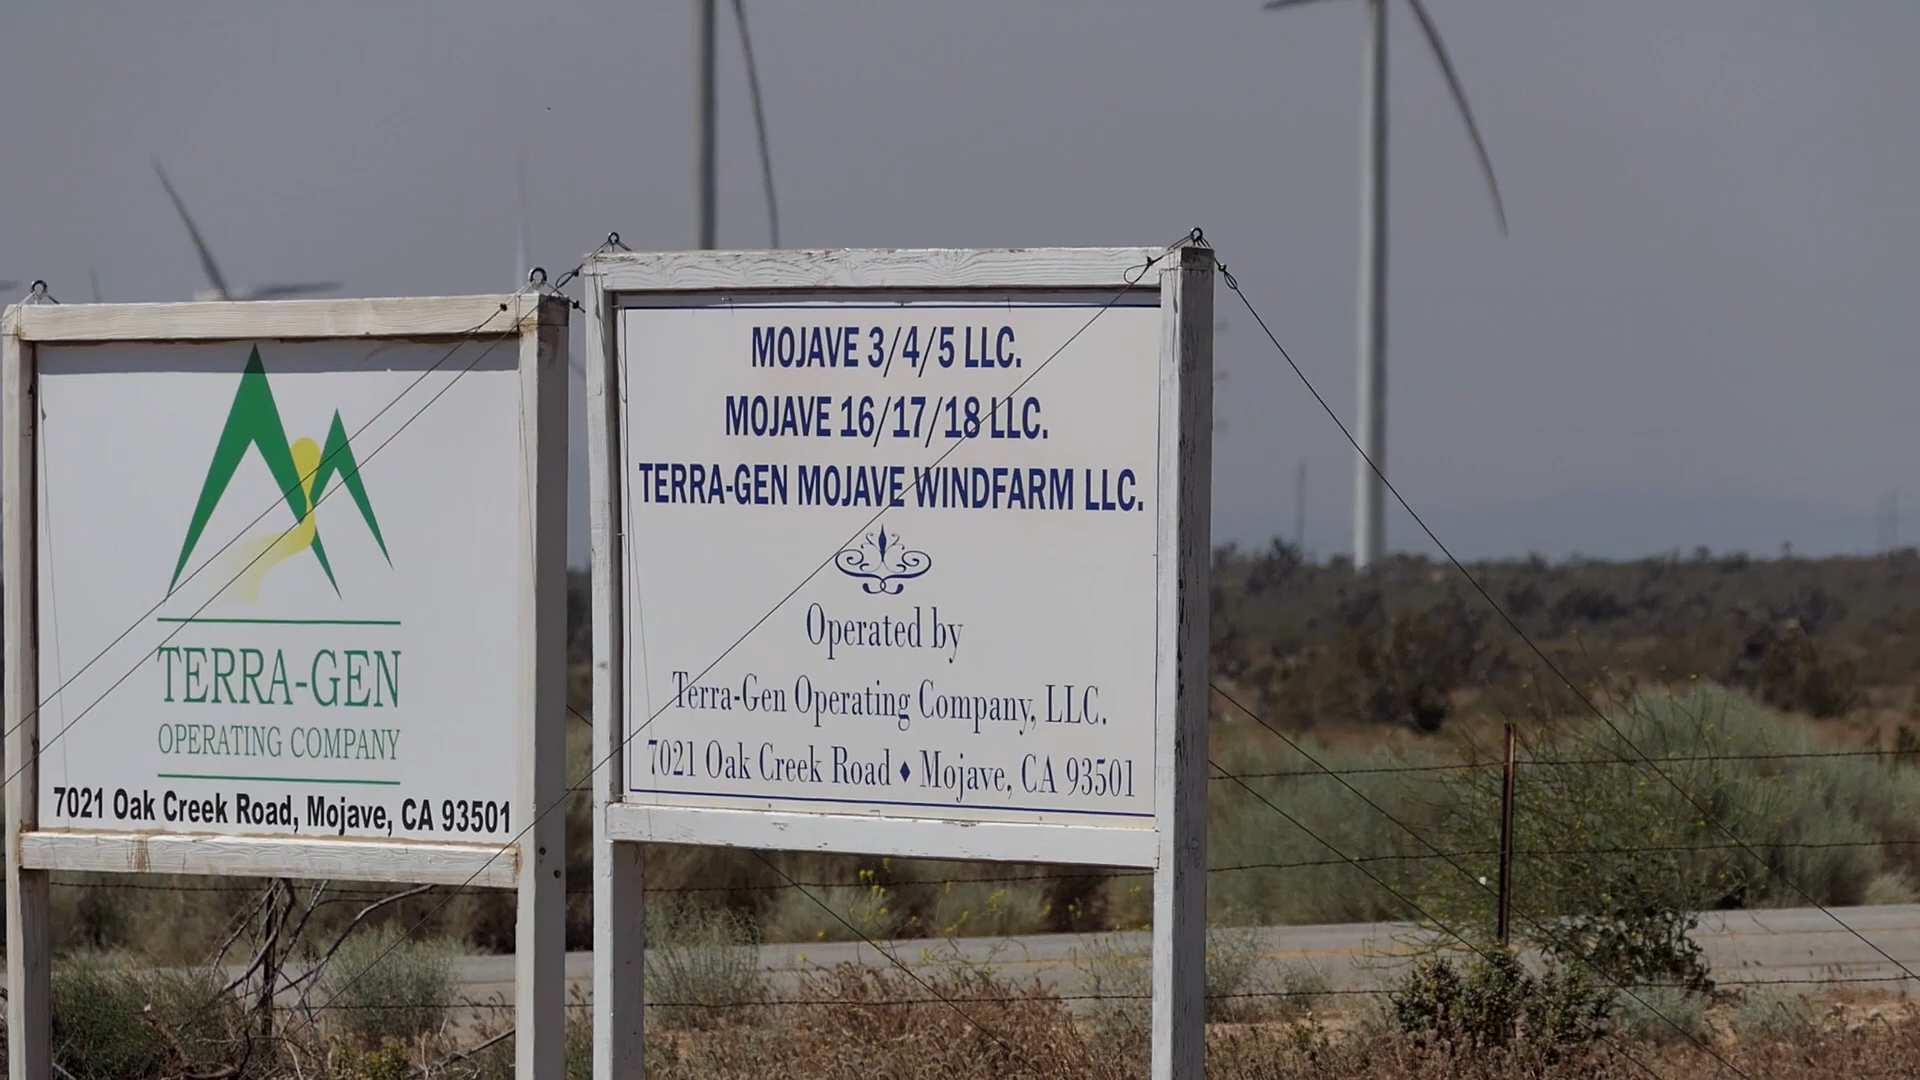 TERRA-GEN
OPERATING COMPANY
7021 Oak Creek Road, Mojave, CA 93501
MOJAVE 3/4/5 LLC.
MOJAVE 16/17/18 LLC.
TERRA-GEN MOJAVE WINDFARM LLC.
Operated by
Terra-Gen Operating Company, LLC.
7021 Oak Creek Road ♦ Mojave, CA 93501